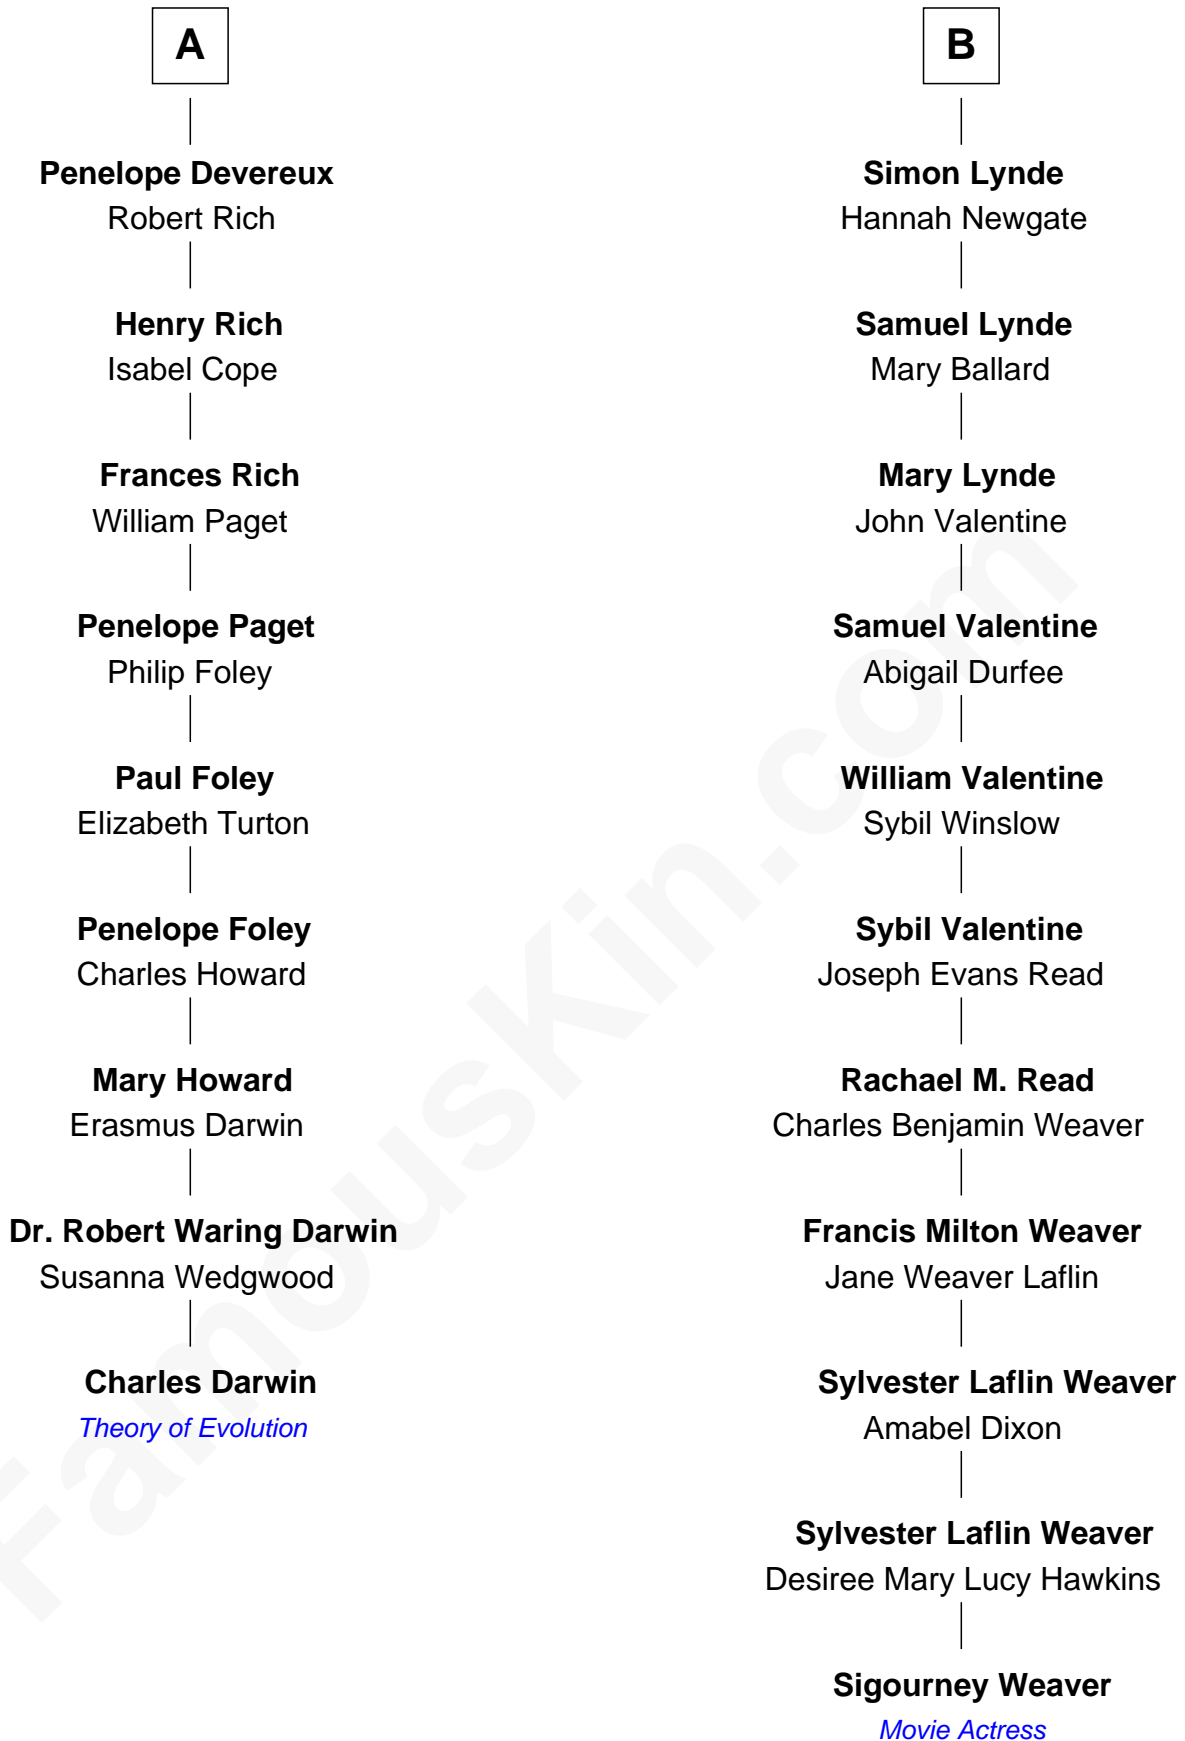 A
Penelope Devereux
Robert Rich
Henry Rich
Isabel Cope
Frances Rich
William Paget
Penelope Paget
Philip Foley
Paul Foley
Elizabeth Turton
Penelope Foley
Charles Howard
Mary Howard
Erasmus Darwin
Dr. Robert Waring Darwin
Susanna Wedgwood
Charles Darwin
Theory of Evolution
B
Simon Lynde
Hannah Newgate
Samuel Lynde
Mary Ballard
Mary Lynde
John Valentine
Samuel Valentine
Abigail Durfee
William Valentine
Sybil Winslow
Sybil Valentine
Joseph Evans Read
Rachael M. Read
Charles Benjamin Weaver
Francis Milton Weaver
Jane Weaver Laflin
Sylvester Laflin Weaver
Amabel Dixon
Sylvester Laflin Weaver
Desiree Mary Lucy Hawkins
Sigourney Weaver
Movie Actress
FamousKin.com